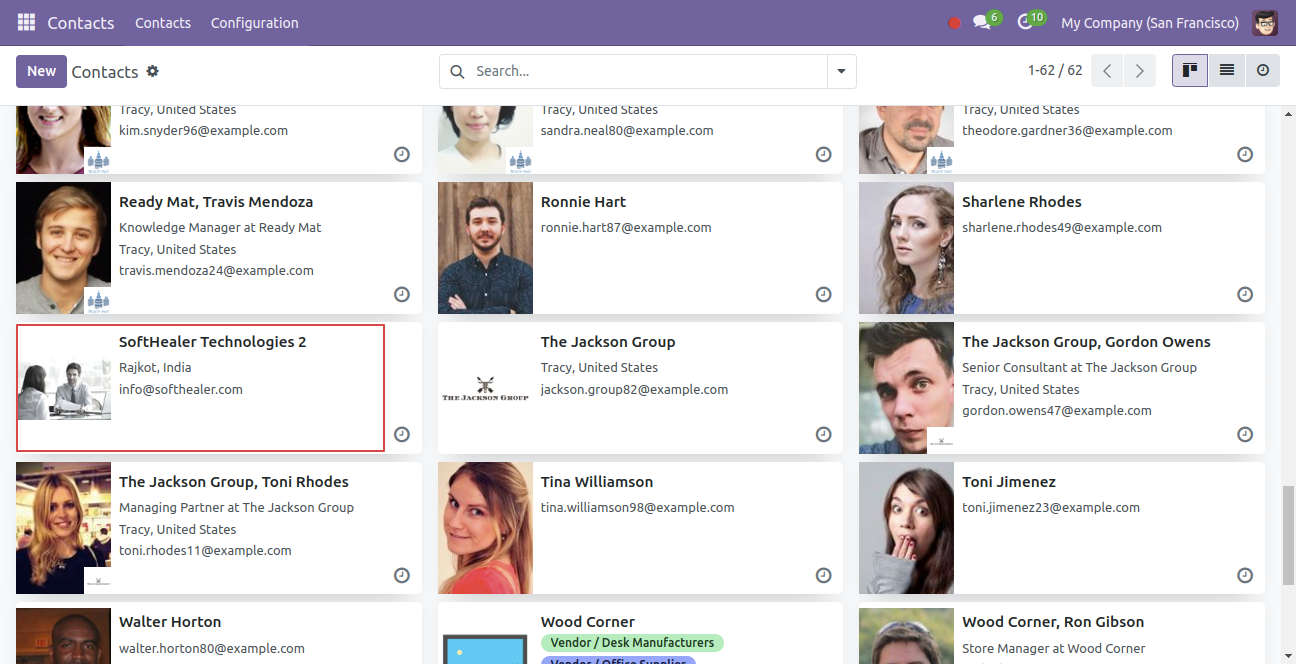 Contacts Contacts Configuration 6 10 My Company (San Francisco)
New Contacts Search... 1-62 / 62
Tracy, United States
kim.snyder96@example.com
Tracy, United States
sandra.neal80@example.com
Tracy, United States
theodore.gardner36@example.com
Ready Mat, Travis Mendoza
Knowledge Manager at Ready Mat
Tracy, United States
travis.mendoza24@example.com
Ronnie Hart
ronnie.hart87@example.com
Sharlene Rhodes
sharlene.rhodes49@example.com
SoftHealer Technologies 2
Rajkot, India
info@softhealer.com
THE JACKSON GROUP
The Jackson Group
Tracy, United States
jackson.group82@example.com
The Jackson Group, Gordon Owens
Senior Consultant at The Jackson Group
Tracy, United States
gordon.owens47@example.com
The Jackson Group, Toni Rhodes
Managing Partner at The Jackson Group
Tracy, United States
toni.rhodes11@example.com
Tina Williamson
tina.williamson98@example.com
Toni Jimenez
toni.jimenez23@example.com
Walter Horton
walter.horton80@example.com
Wood Corner
Vendor / Desk Manufacturers
Vendor / Office Supplies
Wood Corner, Ron Gibson
Store Manager at Wood Corner